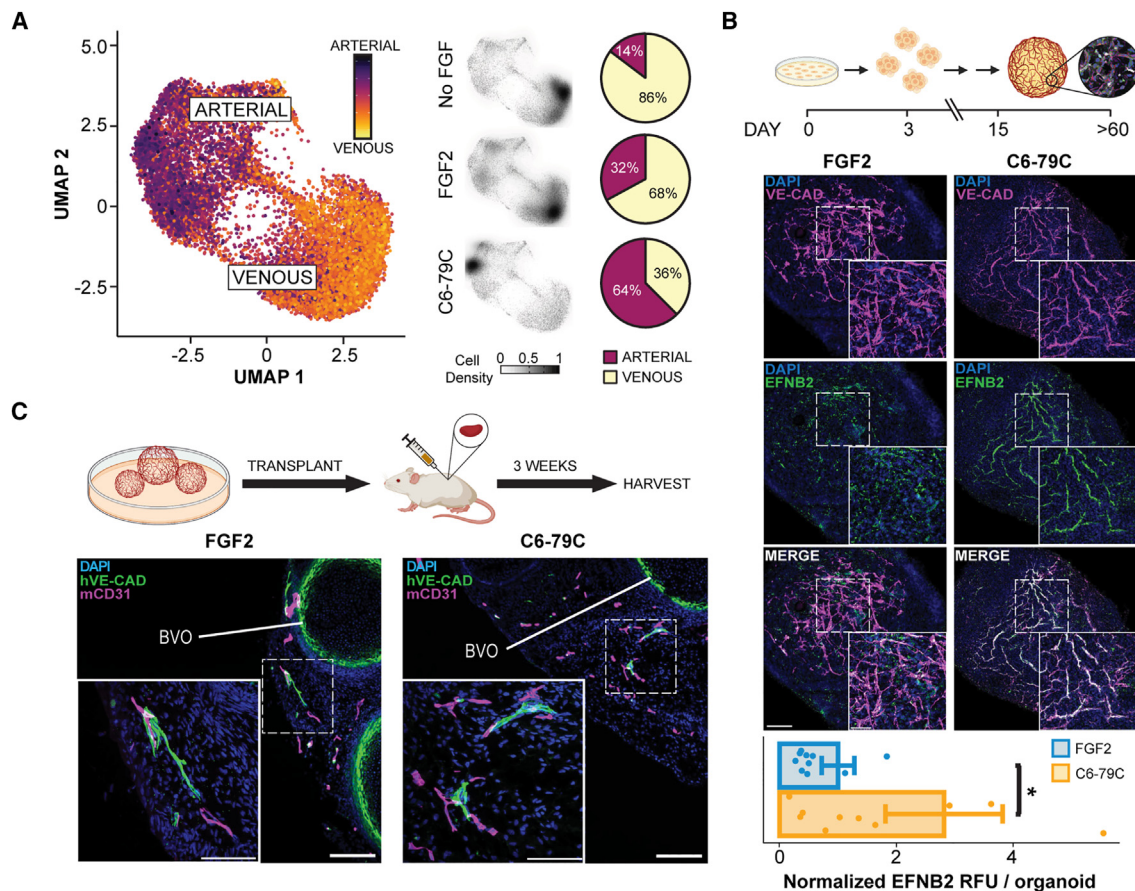 A
5.0
2.5
0
-2.5
UMAP 2
-2.5
0
2.5
UMAP 1
ARTERIAL
VENOUS
ARTERIAL
VENOUS
No FGF
14%
86%
FGF2
32%
68%
C6-79C
36%
64%
Cell
Density
0 0.5 1
ARTERIAL
VENOUS
B
DAY
0
3
15
>60
FGF2
C6-79C
DAPI
VE-CAD
DAPI
VE-CAD
DAPI
EFNB2
DAPI
EFNB2
MERGE
MERGE
FGF2
C6-79C
*
0
2
4
Normalized EFNB2 RFU / organoid
C
TRANSPLANT
3 WEEKS
HARVEST
FGF2
C6-79C
DAPI
hVE-CAD
mCD31
BVO
DAPI
hVE-CAD
mCD31
BVO